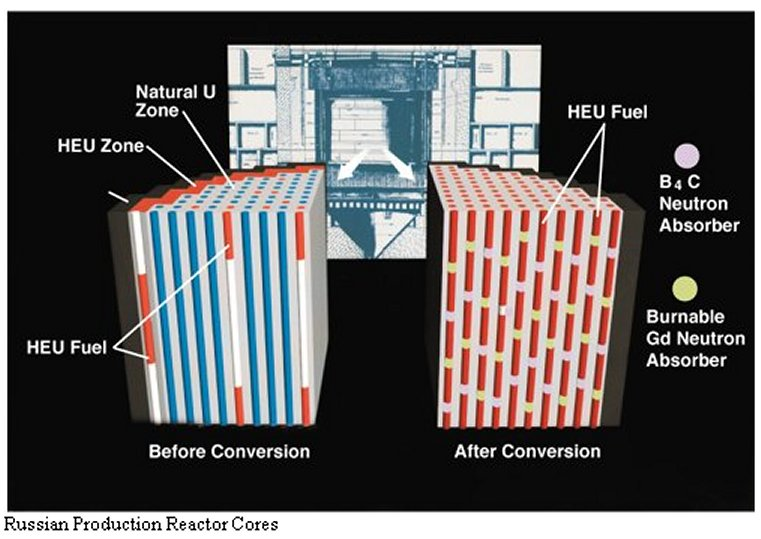 Natural U
Zone
HEU Zone
HEU Fuel
HEU Fuel
B4 C
Neutron
Absorber
Burnable
Gd Neutron
Absorber
Before Conversion
After Conversion
Russian Production Reactor Cores